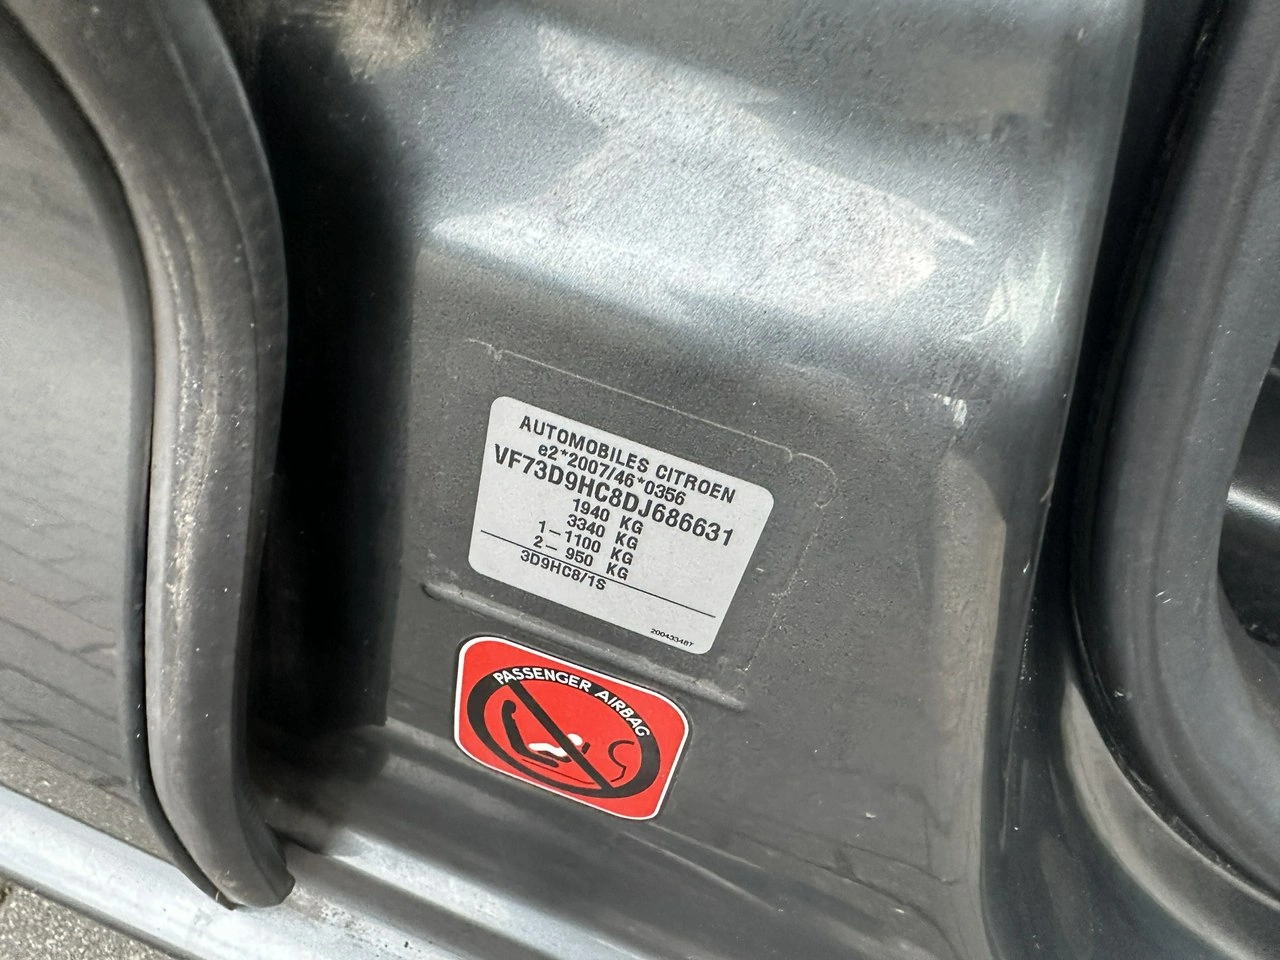 AUTOMOBILES CITROEN
e2*2007/46*0356
VF73D9HC8DJ686631
1940 KG
3340 KG
1-1100 KG
2- 950 KG
3D9HC8/1S
PASSENGER AIRBAG